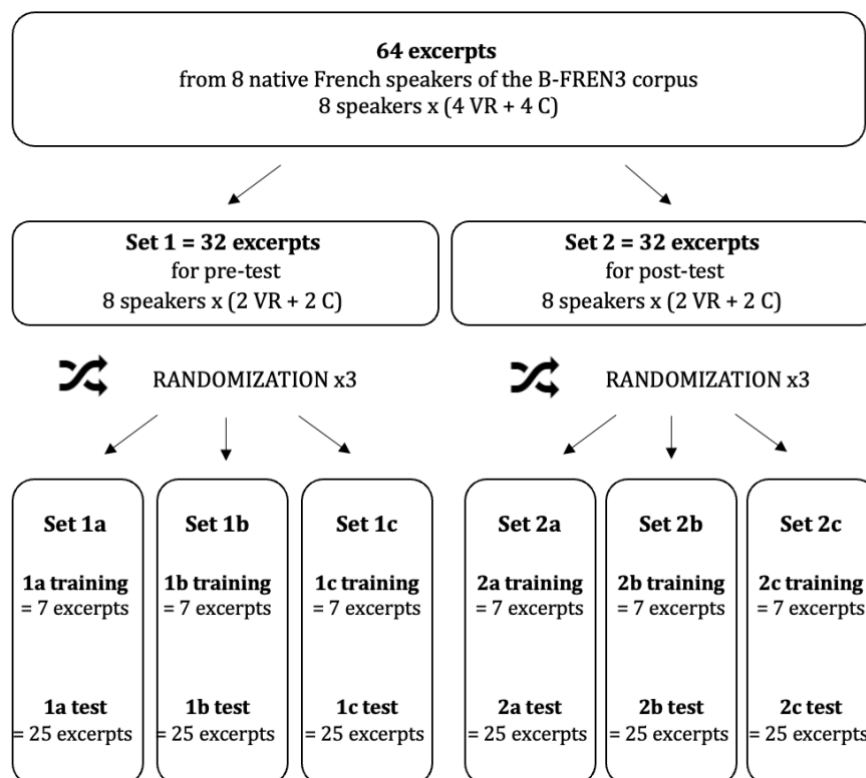 64 excerpts
from 8 native French speakers of the B-FREN3 corpus
8 speakers x (4 VR + 4 C)
Set 1 = 32 excerpts
for pre-test
8 speakers x (2 VR + 2 C)
Set 2 = 32 excerpts
for post-test
8 speakers x (2 VR + 2 C)
RANDOMIZATION x3
RANDOMIZATION x3
Set 1a
1a training
= 7 excerpts
1a test
= 25 excerpts
Set 1b
1b training
= 7 excerpts
1b test
= 25 excerpts
Set 1c
1c training
= 7 excerpts
1c test
= 25 excerpts
Set 2a
2a training
= 7 excerpts
2a test
= 25 excerpts
Set 2b
2b training
= 7 excerpts
2b test
= 25 excerpts
Set 2c
2c training
= 7 excerpts
2c test
= 25 excerpts